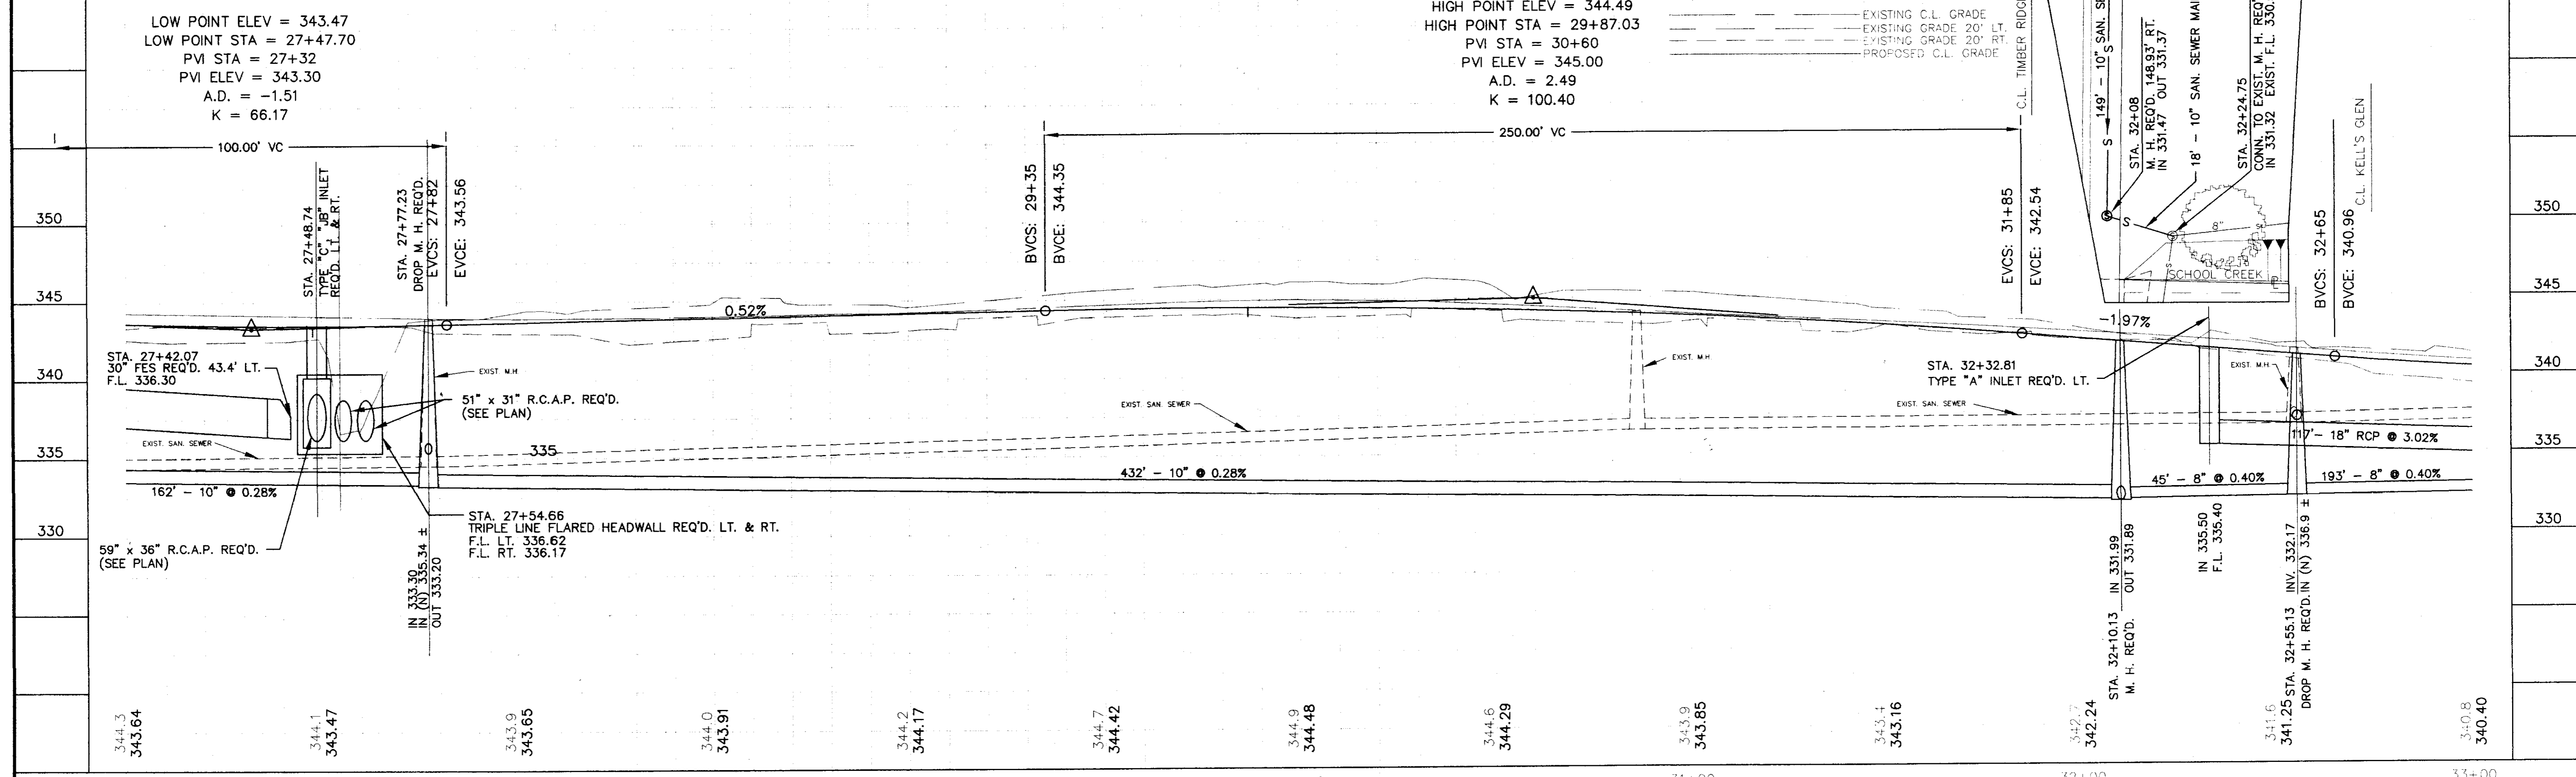 LOW POINT ELEV = 343.47
LOW POINT STA = 27+47.70
PVI STA = 27+32
PVI ELEV = 343.30
A.D. = -1.51
K = 66.17
100.00' VC
HIGH POINT ELEV = 344.49
HIGH POINT STA = 29+87.03
PVI STA = 30+60
PVI ELEV = 345.00
A.D. = 2.49
K = 100.40
250.00' VC
EXISTING C.L. GRADE
EXISTING GRADE 20' LT.
EXISTING GRADE 20' RT.
PROPOSED C.L. GRADE
C.L. TIMBER
149' - 10" SAN.
S
S
STA. 32+08
M. H. REQ'D. 148.93' RT.
IN 331.47 OUT 331.37
18' - 10" SAN. SEWER
STA. 32+24.75
CONN. TO EXIST. M. H.
IN 331.32 EXIST. F.L.
S
S
8"
S
SCHOOL CREEK
C.L. KELL'S GLEN
350
345
340
335
330
STA. 27+48.74
TYPE "C" "JB" INLET
REQ'D. LT. & RT.
STA. 27+77.23
DROP M. H. REQ'D.
EVCS: 27+82
EVCE: 343.56
BVCS: 29+35
BVCE: 344.35
EVCS: 31+85
EVCE: 342.54
BVCS: 32+65
BVCE: 340.96
350
345
340
335
330
0.52%
-1.97%
STA. 27+42.07
30" FES REQ'D. 43.4' LT.
F.L. 336.30
EXIST. M.H.
51" x 31" R.C.A.P. REQ'D.
(SEE PLAN)
EXIST. SAN. SEWER
335
EXIST. SAN. SEWER
EXIST. M.H.
STA. 32+32.81
TYPE "A" INLET REQ'D. LT.
EXIST. SAN. SEWER
EXIST. M.H.
117' - 18" RCP @ 3.02%
162' - 10" @ 0.28%
432' - 10" @ 0.28%
45' - 8" @ 0.40%
193' - 8" @ 0.40%
59" x 36" R.C.A.P. REQ'D.
(SEE PLAN)
STA. 27+54.66
TRIPLE LINE FLARED HEADWALL REQ'D. LT. & RT.
F.L. LT. 336.62
F.L. RT. 336.17
IN 333.30
IN (N) 335.34 ±
OUT 333.20
STA. 32+10.13 IN 331.99
M. H. REQ'D. OUT 331.89
IN 335.50
F.L. 335.40
STA. 32+55.13 INV. 332.17
DROP M. H. REQ'D. IN (N) 336.9 ±
344.3
343.64
344.1
343.47
343.9
343.65
344.0
343.91
344.2
344.17
344.7
344.42
344.9
344.48
344.6
344.29
343.9
343.85
343.4
343.16
342.7
342.24
341.6
341.25
340.8
340.40
33+00